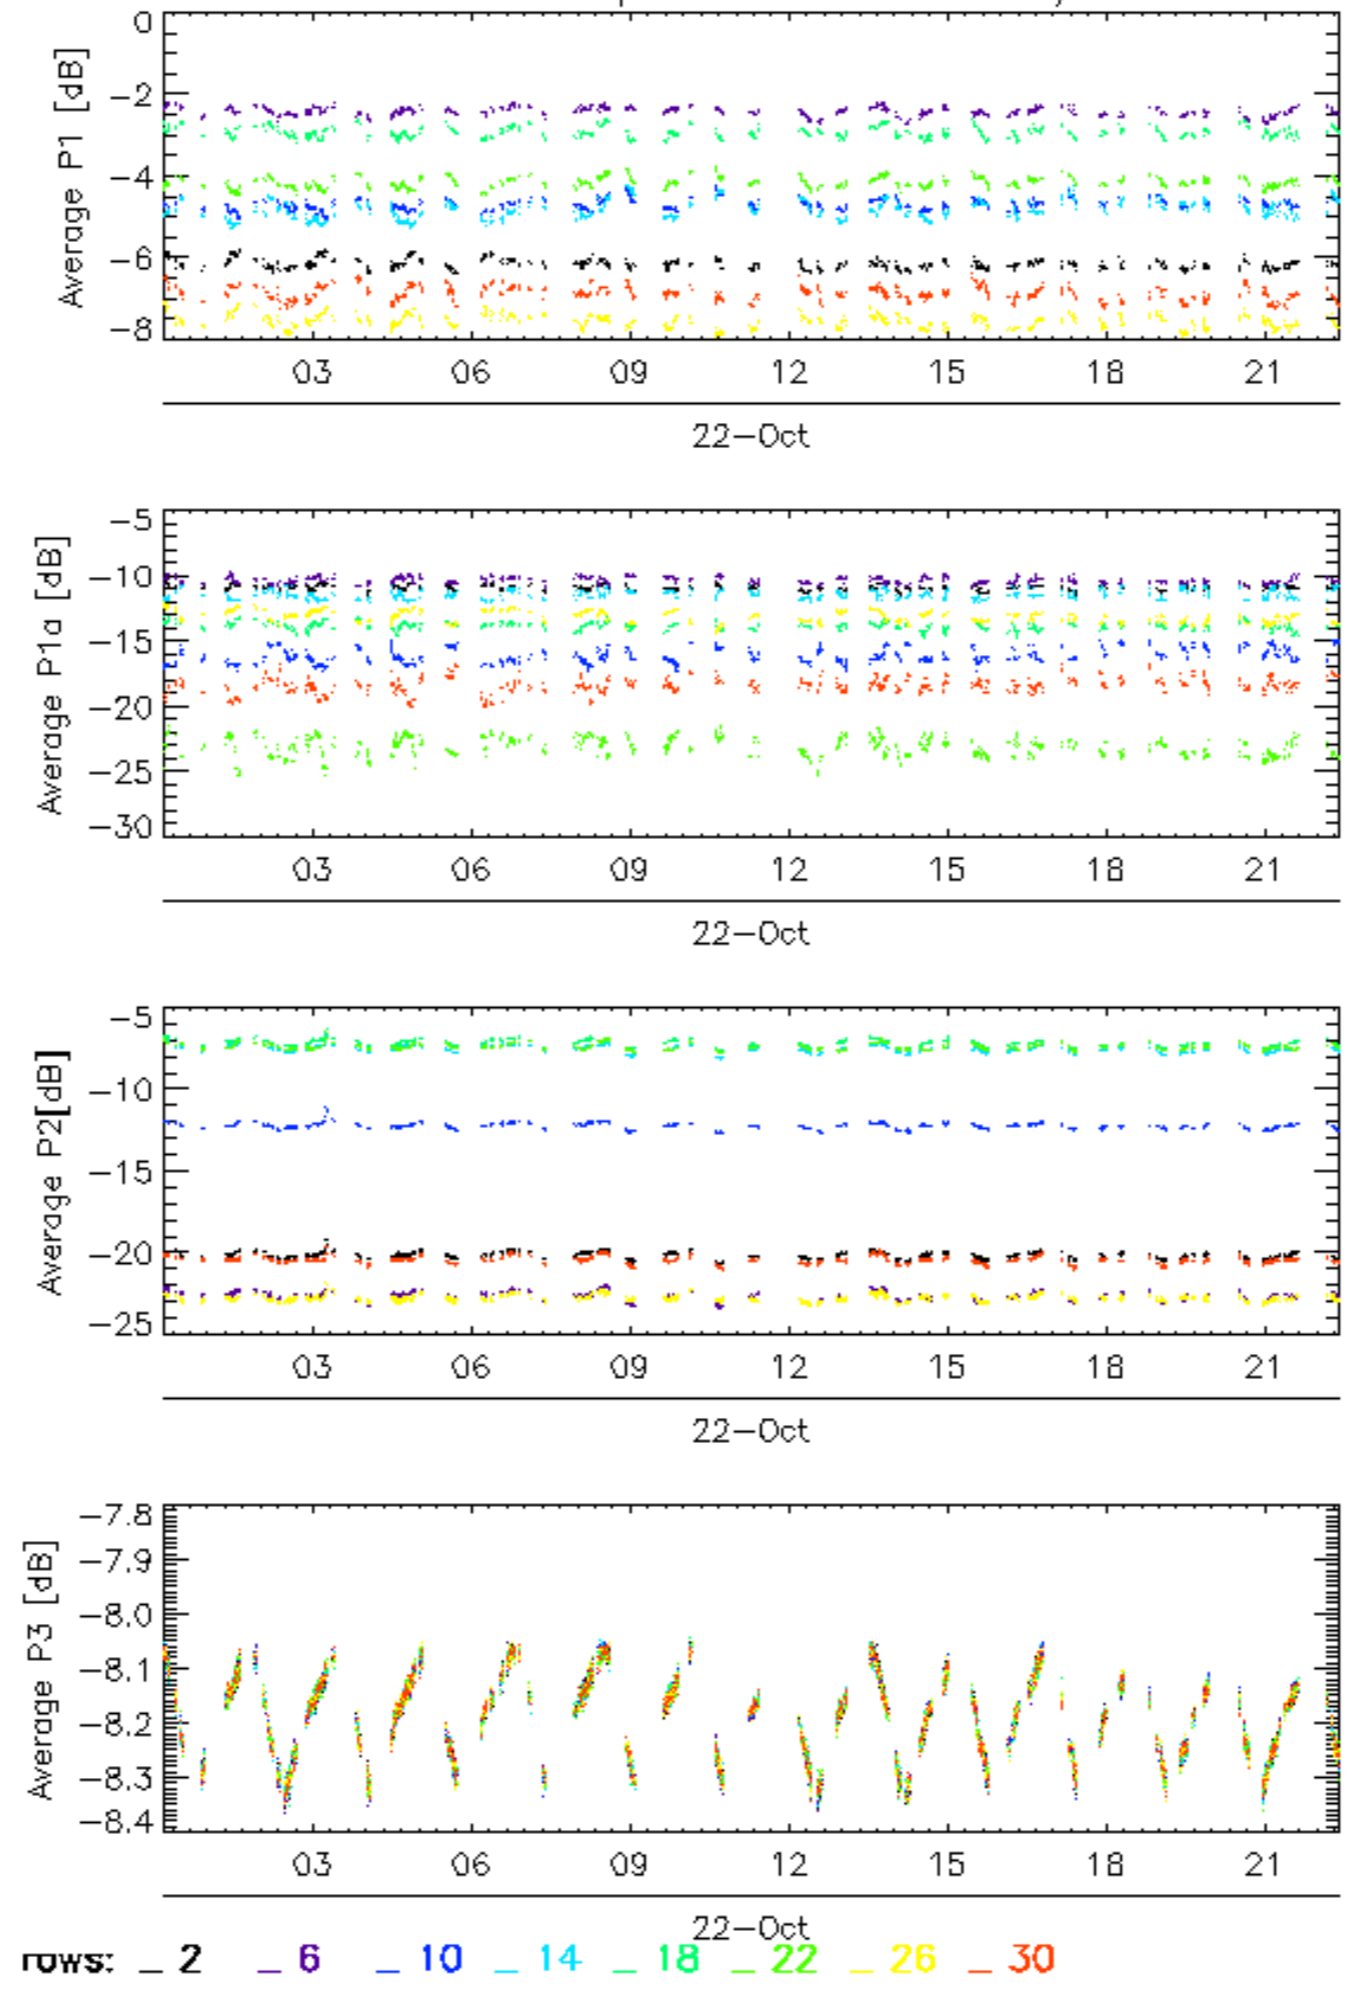 0
−2
−4
−6
−8
Average P1 [dB]
03 06 09 12 15 18 21
22−Oct
−5
−10
−15
−20
−25
−30
Average P1a [dB]
03 06 09 12 15 18 21
22−Oct
−5
−10
−15
−20
−25
Average P2[dB]
03 06 09 12 15 18 21
22−Oct
−7.8
−7.9
−8.0
−8.1
−8.2
−8.3
−8.4
Average P3 [dB]
03 06 09 12 15 18 21
22−Oct
rows: _ 2 _ 6 _ 10 _ 14 _ 18 _ 22 _ 26 _ 30